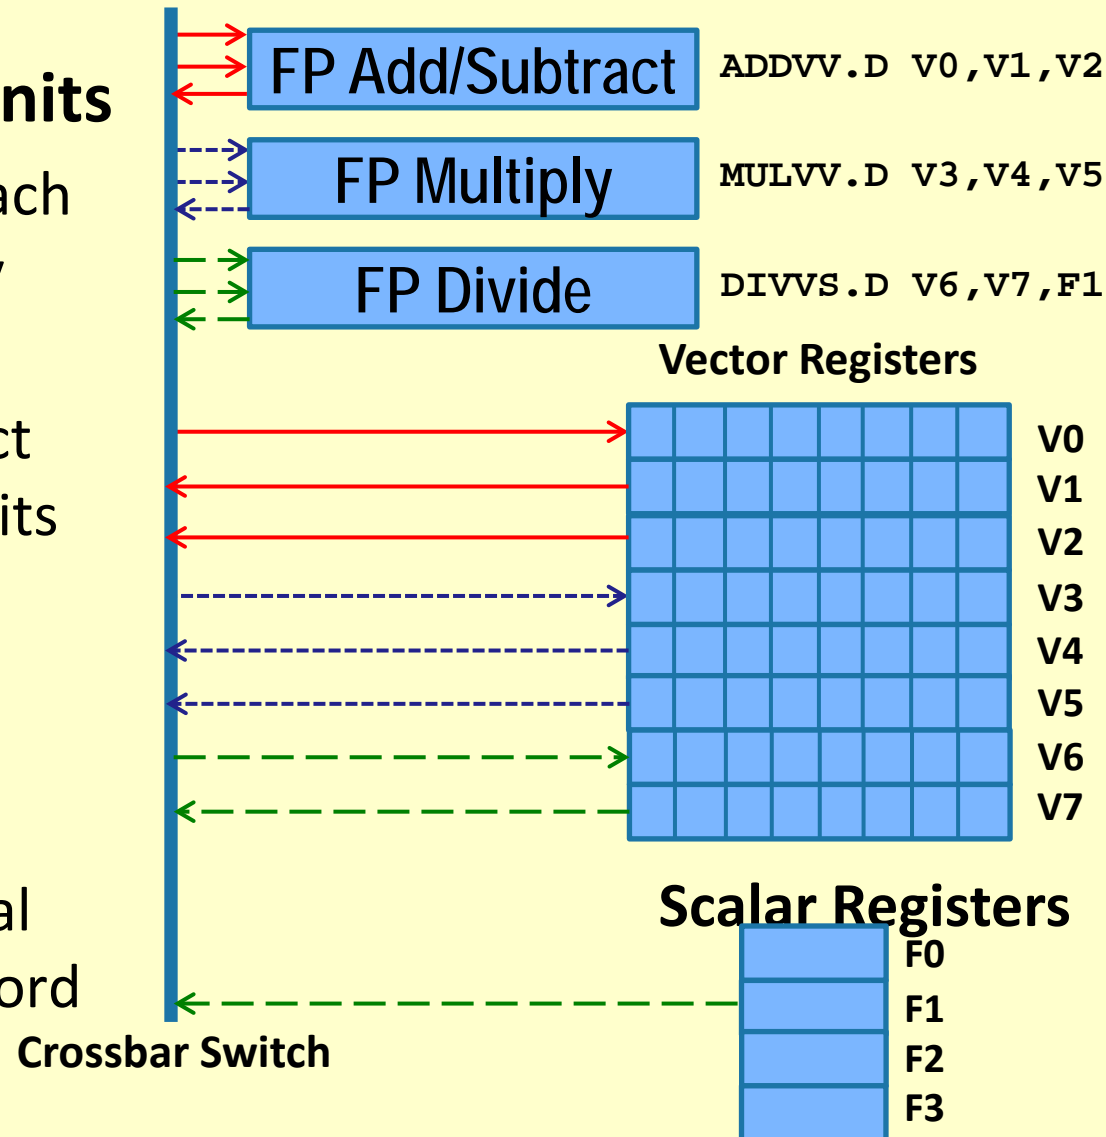 FP Add/Subtract
ADDVV.D V0,V1,V2
nits
FP Multiply
MULVV.D V3,V4,V5
ach
FP Divide
DIVVS.D V6,V7,F1
Vector Registers
ct
its
V0
V1
V2
V3
V4
V5
V6
V7
al
ord
Scalar Registers
F0
F1
F2
F3
Crossbar Switch